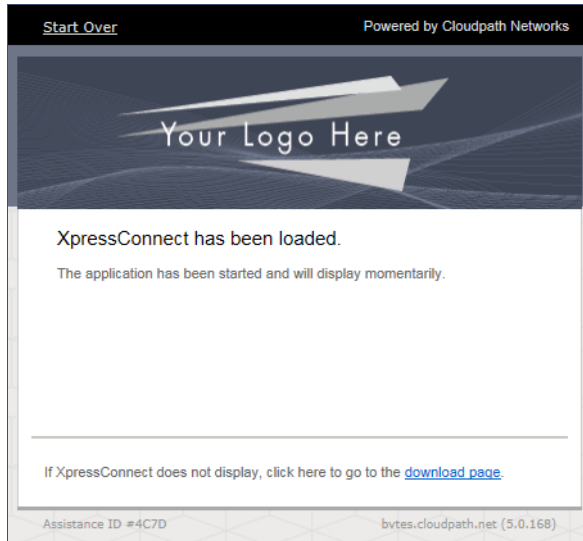 Start Over
Powered by Cloudpath Networks
Your Logo Here
XpressConnect has been loaded.
The application has been started and will display momentarily.
If XpressConnect does not display, click here to go to the download page.
Assistance ID #4C7D
bvtes.cloudpath.net (5.0.168)